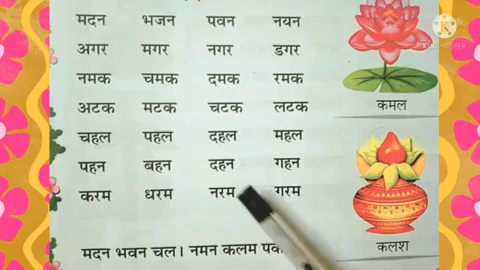 मदन भजन पवन नयन
अगर मगर नगर डगर
नमक चमक दमक रमक
अटक मटक चटक लटक
चहल पहल दहल महल
पहन बहन दहन गहन
करम धरम नरम गरम
मदन भवन चल। नमन कलम
कमल
कलश